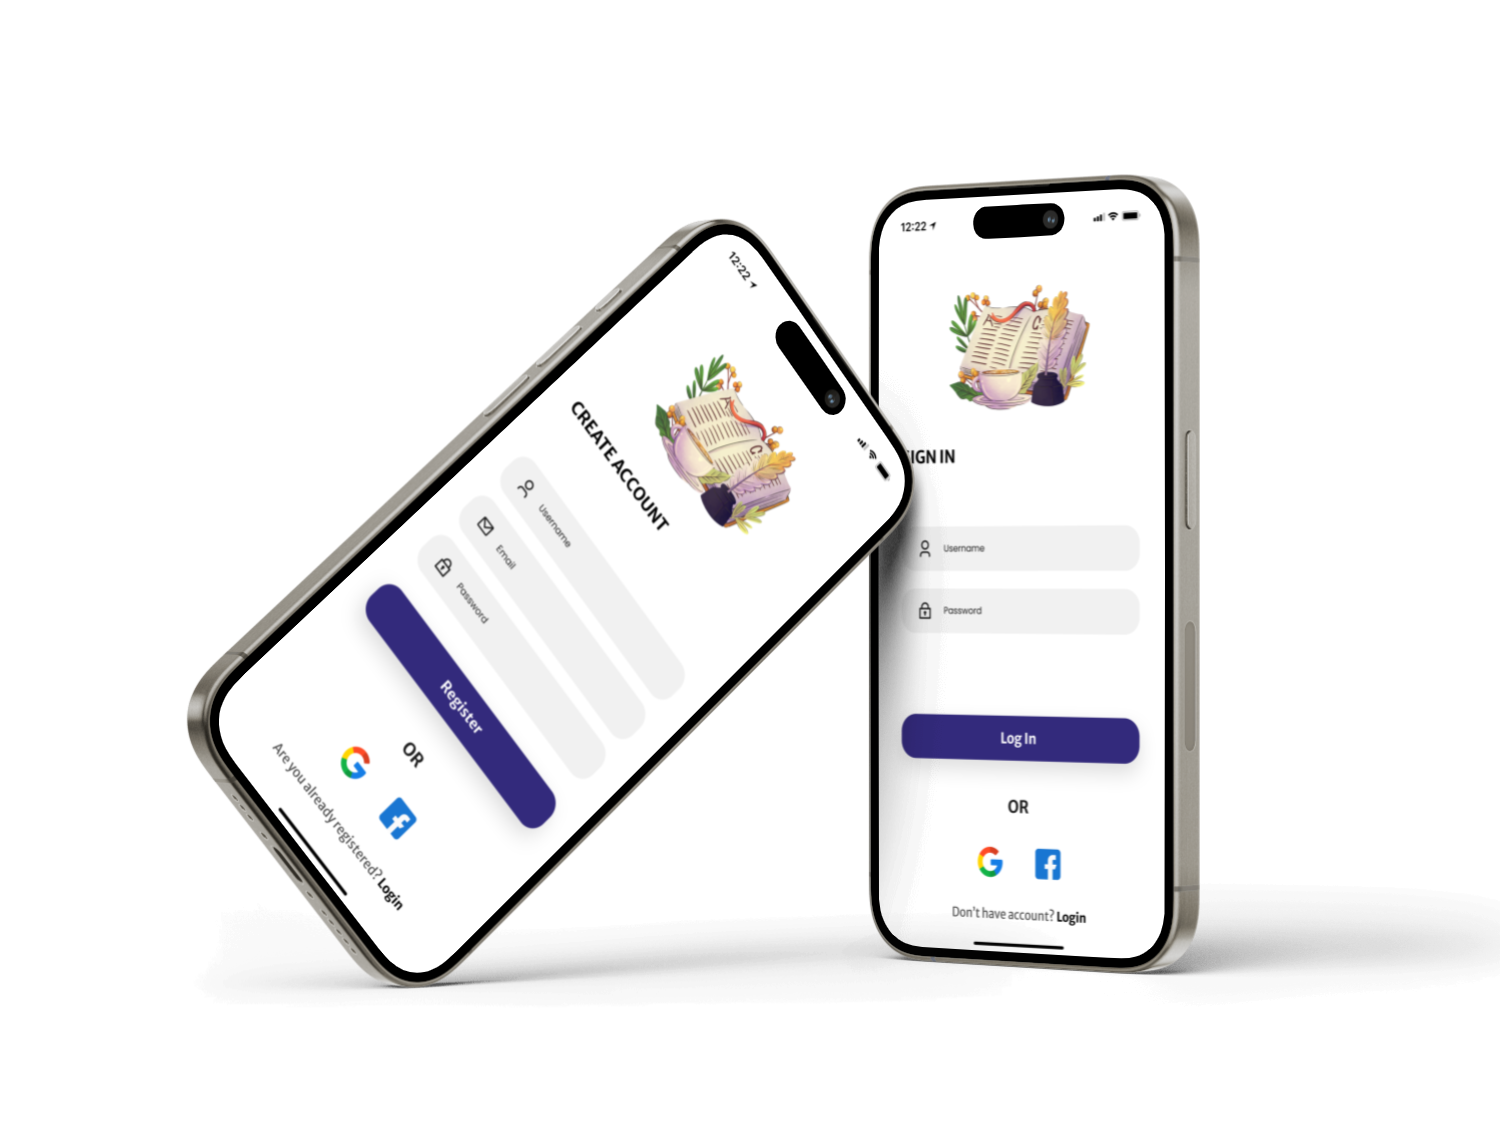 12:22
CREATE ACCOUNT
Username
Email
Password
Register
OR
Are you already registered? Login
12:22
IGN IN
Username
Password
Log In
OR
Don't have account? Login